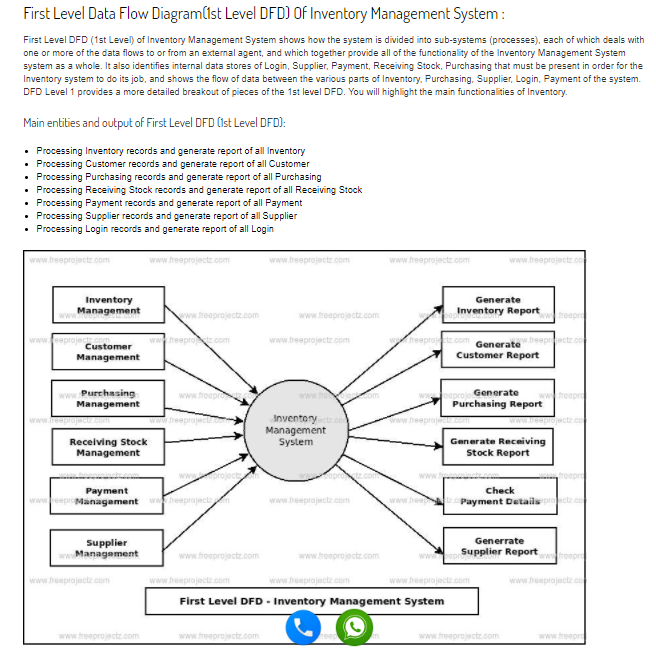 First Level Data Flow Diagram(1st Level DFD) Of Inventory Management System :
First Level DFD (1st Level) of Inventory Management System shows how the system is divided into sub-systems (processes), each of which deals with
one or more of the data flows to or from an external agent, and which together provide all of the functionality of the Inventory Management System
system as a whole. It also identifies internal data stores of Login, Supplier, Payment, Receiving Stock, Purchasing that must be present in order for the
Inventory system to do its job, and shows the flow of data between the various parts of Inventory, Purchasing, Supplier, Login, Payment of the system.
DFD Level 1 provides a more detailed breakout of pieces of the 1st level DFD. You will highlight the main functionalities of Inventory.
Main entities and output of First Level DFD (1st Level DFD):
• Processing Inventory records and generate report of all Inventory
• Processing Customer records and generate report of all Customer
• Processing Purchasing records and generate report of all Purchasing
• Processing Receiving Stock records and generate report of all Receiving Stock
• Processing Payment records and generate report of all Payment
• Processing Supplier records and generate report of all Supplier
• Processing Login records and generate report of all Login
www.freeprojectz.com www.freeprojectz.com www.freeprojectz.com www.freeprojectz.com www.freeprojectz.com
Inventory
Management
Customer
Management
Purchasing
Management
Receiving Stock
Management
Payment
Management
Supplier
Management
Inventory
Management
System
Generate
Inventory Report
Generate
Customer Report
Generate
Purchasing Report
Generate Receiving
Stock Report
Check
Payment Details
Generrate
Supplier Report
First Level DFD - Inventory Management System